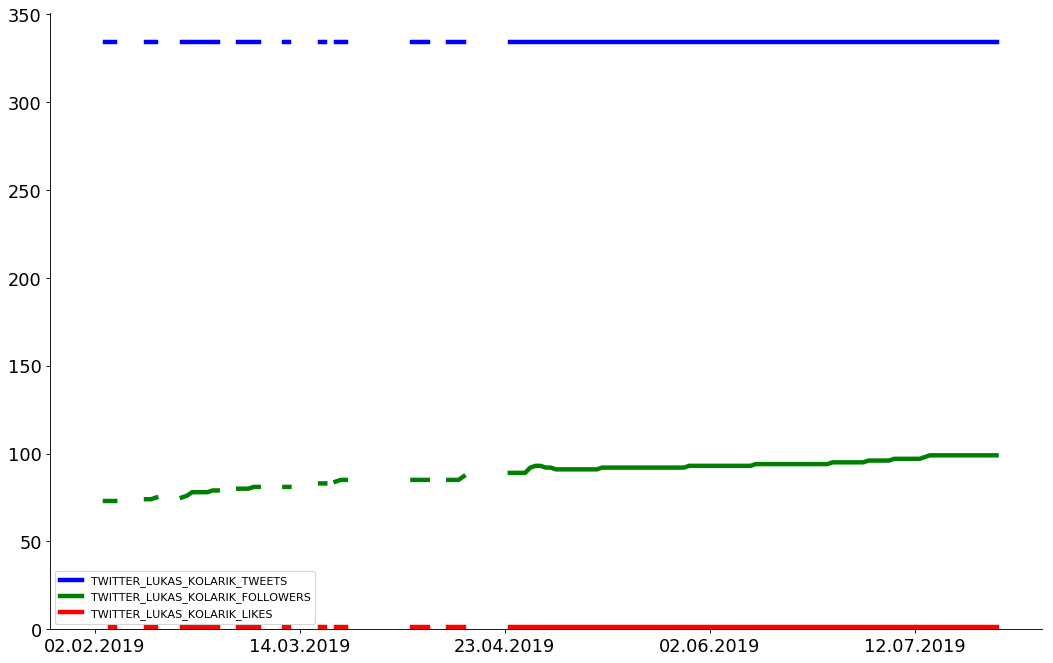 350
300
250
200
150
100
50
0
TWITTER_LUKAS_KOLARIK_TWEETS
TWITTER_LUKAS_KOLARIK_FOLLOWERS
TWITTER_LUKAS_KOLARIK_LIKES
02.02.2019 14.03.2019 23.04.2019 02.06.2019 12.07.2019